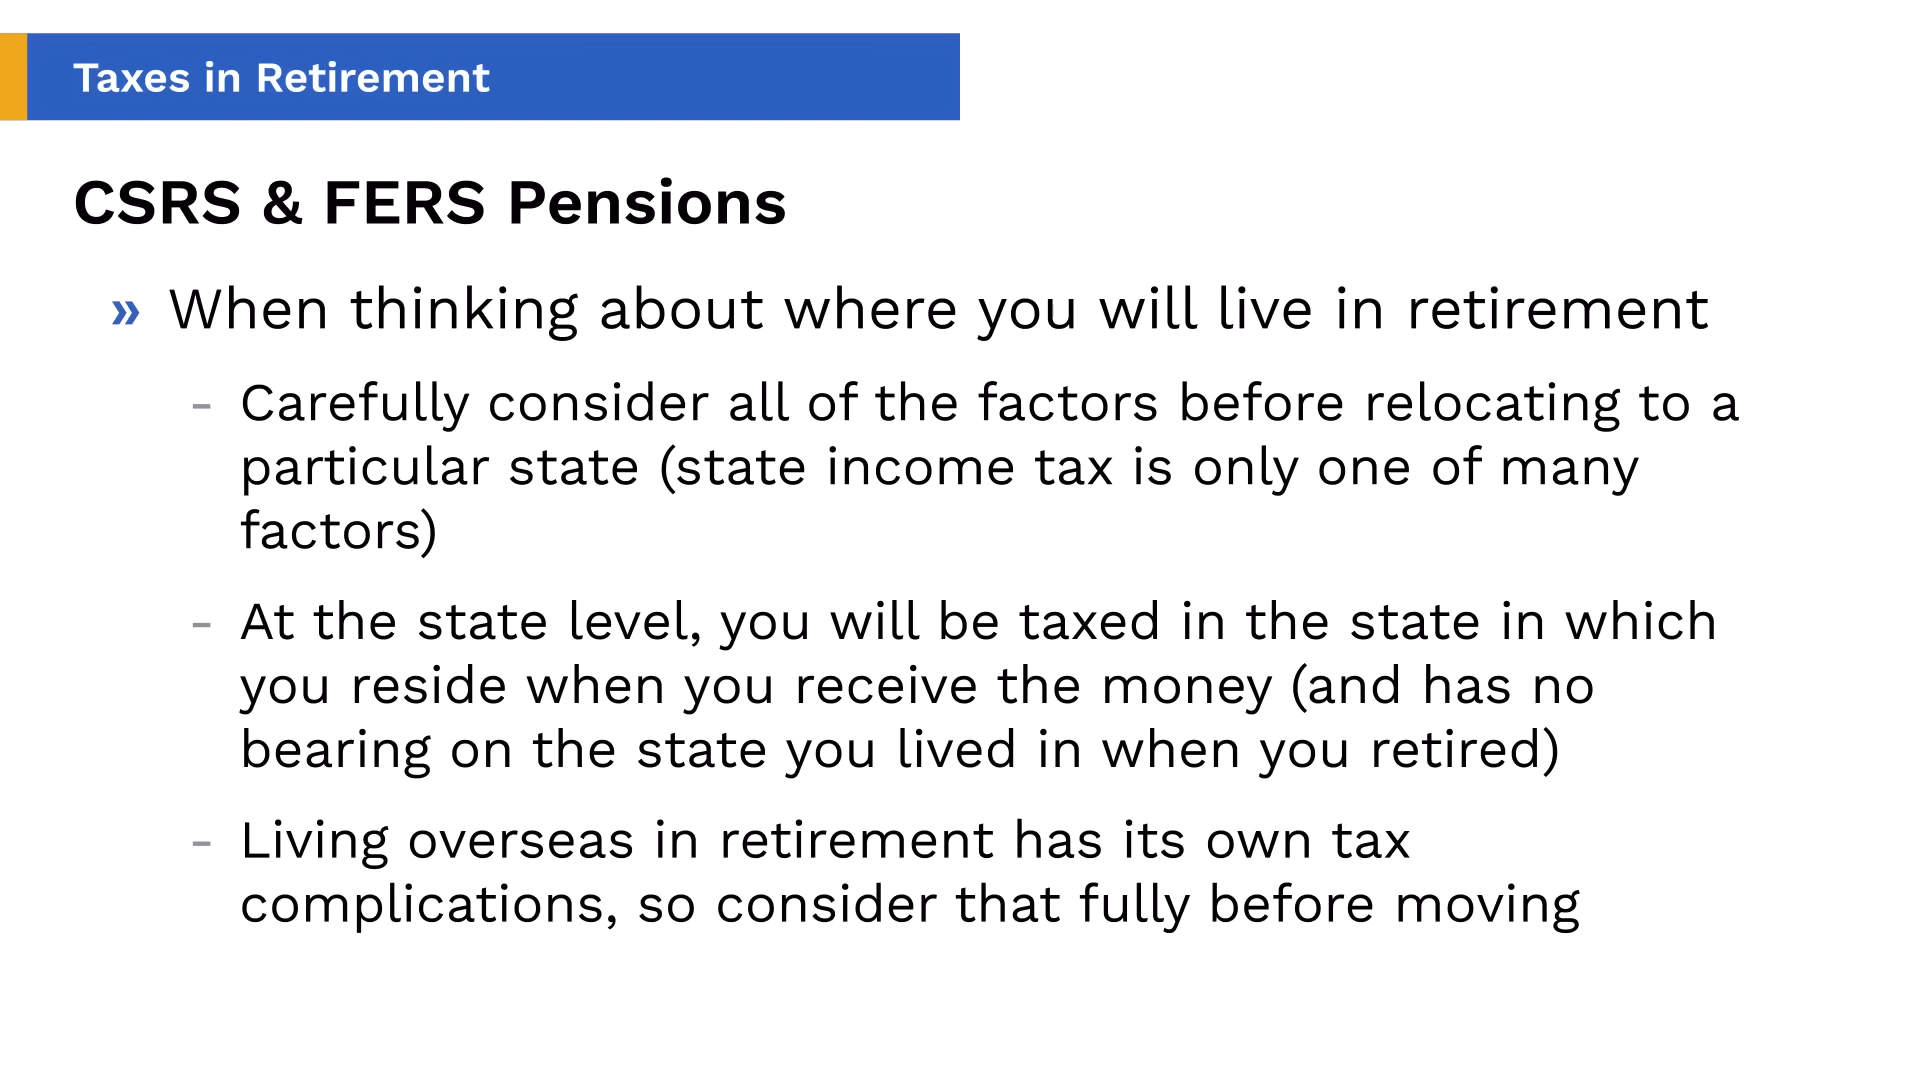 Taxes in Retirement
CSRS & FERS Pensions
» When thinking about where you will live in retirement
- Carefully consider all of the factors before relocating to a
particular state (state income tax is only one of many
factors)
- At the state level, you will be taxed in the state in which
you reside when you receive the money (and has no
bearing on the state you lived in when you retired)
- Living overseas in retirement has its own tax
complications, so consider that fully before moving